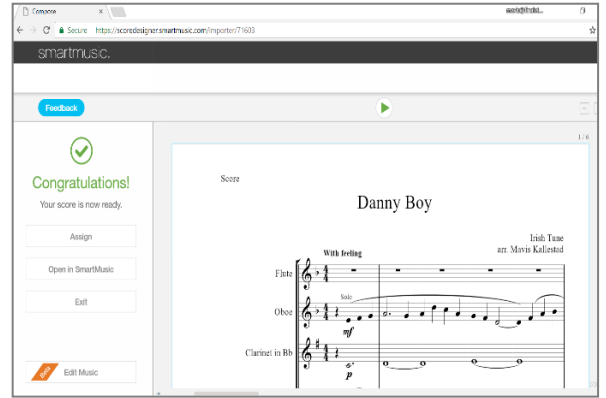 Compose
Secure https://scoredesigner.smartmusic.com/importer/71603
smartmusic.
Feedback
1 / 6
Congratulations!
Your score is now ready.
Assign
Open in SmartMusic
Exit
Beta
Edit Music
Score
Danny Boy
Irish Tune
arr. Mavis Kallestad
With feeling
Flute
Solo
Oboe
mf
Clarinet in Bb
p